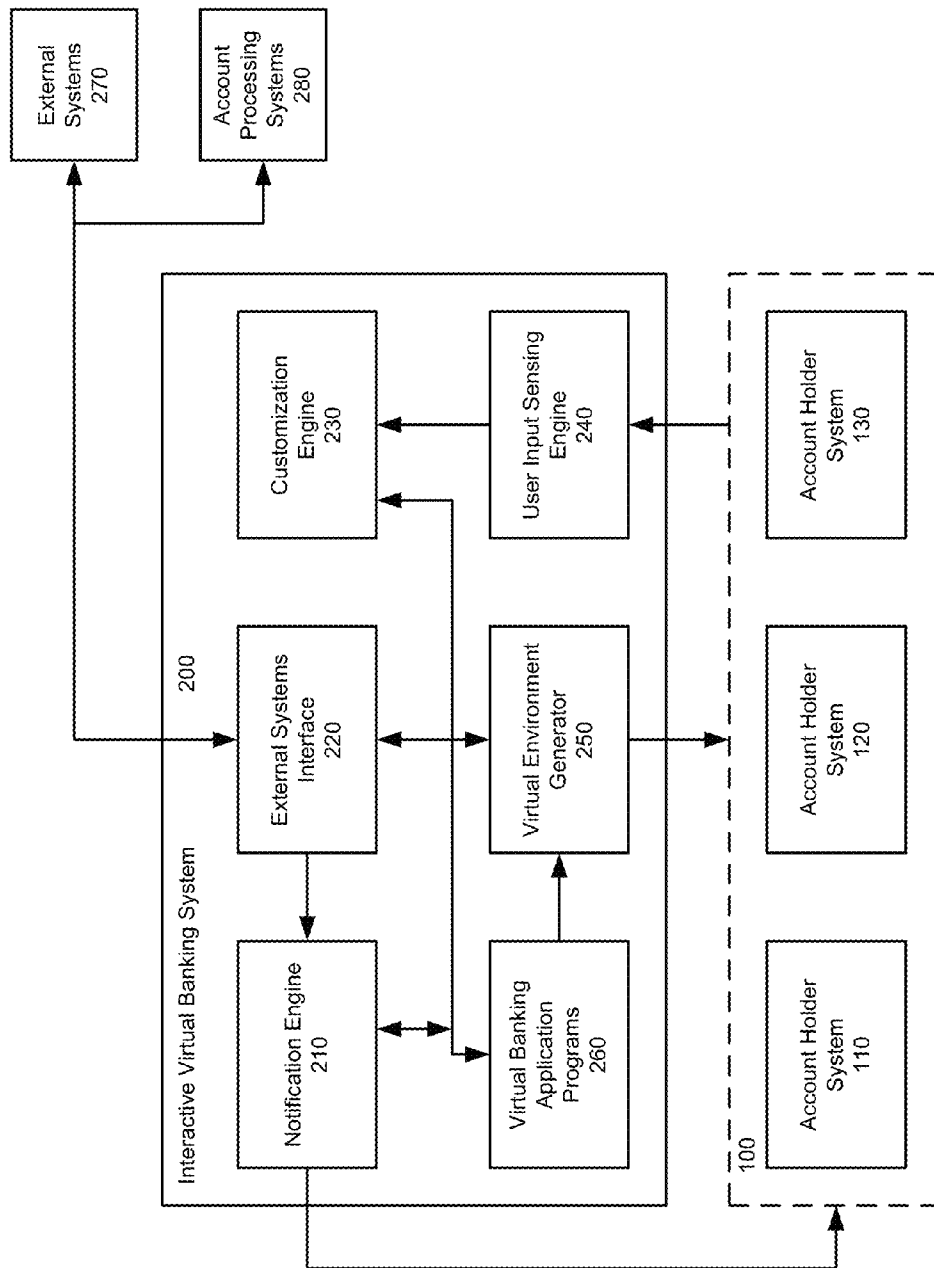 External
Systems
270
Account
Processing
Systems
280
Interactive Virtual Banking System
200
Notification Engine
210
External Systems
Interface
220
Customization
Engine
230
Virtual Banking
Application
Programs
260
Virtual Environment
Generator
250
User Input Sensing
Engine
240
100
Account Holder
System
110
Account Holder
System
120
Account Holder
System
130